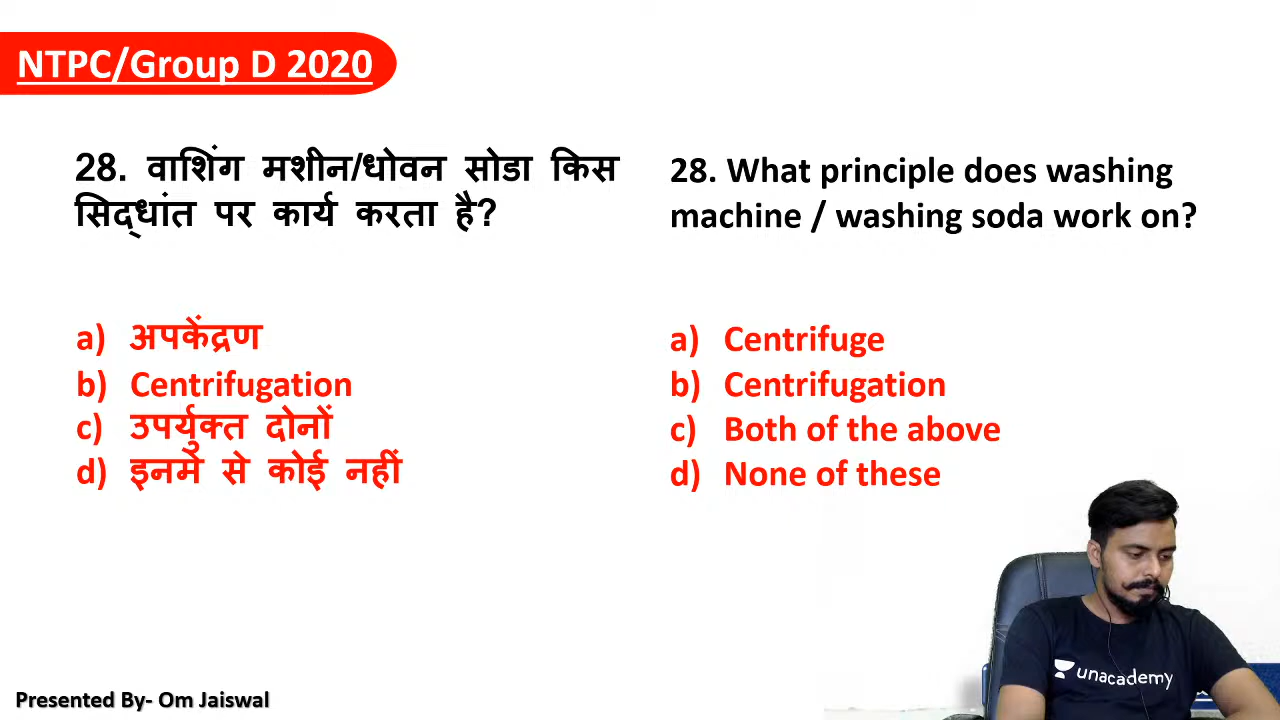 NTPC/Group D 2020
28. वाशिंग मशीन/धोवन सोडा किस
सिद्धांत पर कार्य करता है?
a) अपकेंद्रण
b) Centrifugation
c) उपर्युक्त दोनों
d) इनमे से कोई नहीं
28. What principle does washing
machine / washing soda work on?
a) Centrifuge
b) Centrifugation
c) Both of the above
d) None of these
unacademy
Presented By- Om Jaiswal